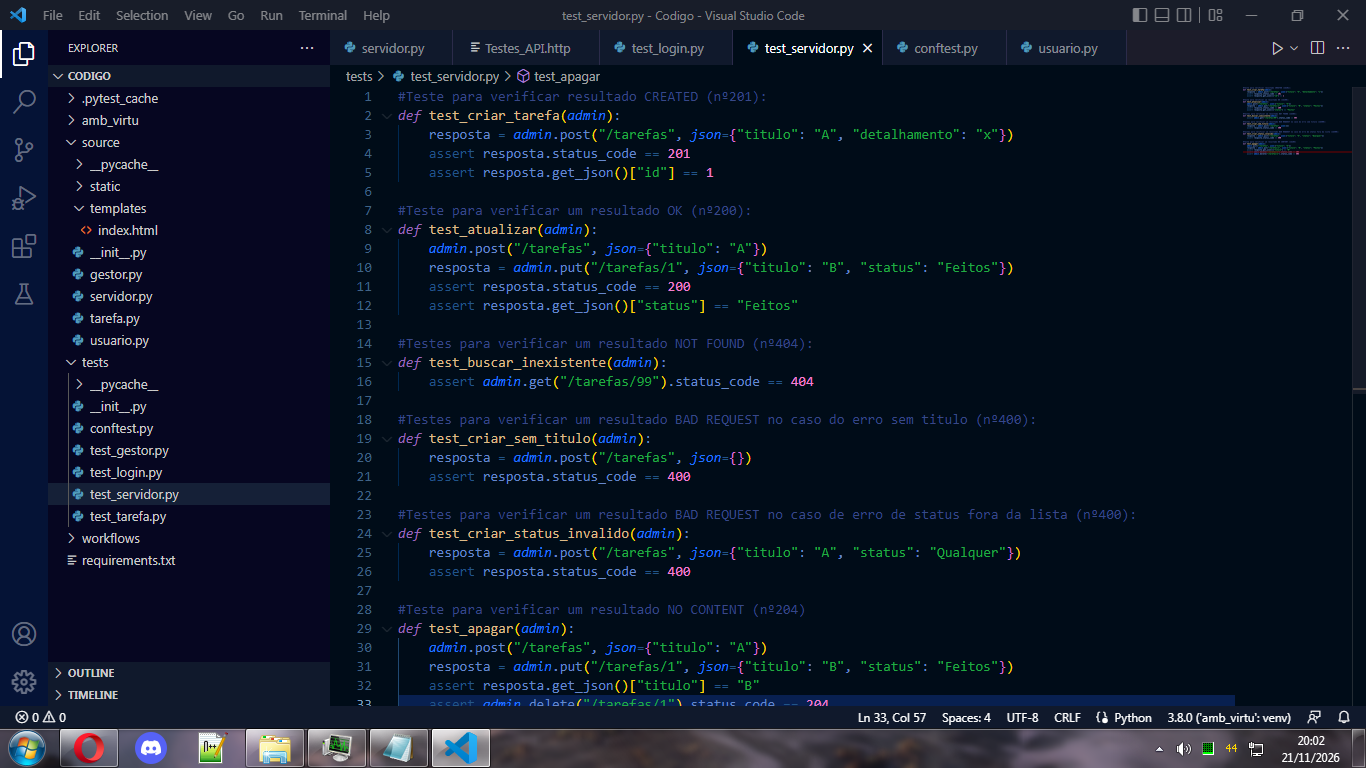 File Edit Selection View Go Run Terminal Help
test_servidor.py - Codigo - Visual Studio Code
EXPLORER
CODIGO
.pytest_cache
amb_virtu
source
__pycache__
static
templates
index.html
__init__.py
gestor.py
servidor.py
tarefa.py
usuario.py
tests
__pycache__
__init__.py
conftest.py
test_gestor.py
test_login.py
test_servidor.py
test_tarefa.py
workflows
requirements.txt
OUTLINE
TIMELINE
servidor.py Testes_API.http test_login.py test_servidor.py conftest.py usuario.py
tests > test_servidor.py > test_apagar
1 #Teste para verificar resultado CREATED (nº201):
2 def test_criar_tarefa(admin):
3 resposta = admin.post("/tarefas", json={"titulo": "A", "detalhamento": "x"})
4 assert resposta.status_code == 201
5 assert resposta.get_json()["id"] == 1
6
7 #Teste para verificar um resultado OK (nº200):
8 def test_atualizar(admin):
9 admin.post("/tarefas", json={"titulo": "A"})
10 resposta = admin.put("/tarefas/1", json={"titulo": "B", "status": "Feitos"})
11 assert resposta.status_code == 200
12 assert resposta.get_json()["status"] == "Feitos"
13
14 #Testes para verificar um resultado NOT FOUND (nº404):
15 def test_buscar_inexistente(admin):
16 assert admin.get("/tarefas/99").status_code == 404
17
18 #Testes para verificar um resultado BAD REQUEST no caso do erro sem titulo (nº400):
19 def test_criar_sem_titulo(admin):
20 resposta = admin.post("/tarefas", json={})
21 assert resposta.status_code == 400
22
23 #Testes para verificar um resultado BAD REQUEST no caso de erro de status fora da lista (nº400):
24 def test_criar_status_invalido(admin):
25 resposta = admin.post("/tarefas", json={"titulo": "A", "status": "Qualquer"})
26 assert resposta.status_code == 400
27
28 #Teste para verificar um resultado NO CONTENT (nº204)
29 def test_apagar(admin):
30 admin.post("/tarefas", json={"titulo": "A"})
31 resposta = admin.put("/tarefas/1", json={"titulo": "B", "status": "Feitos"})
32 assert resposta.get_json()["titulo"] == "B"
33 assert admin.delete("/tarefas/1").status_code == 204
0 0 Ln 33, Col 57 Spaces: 4 UTF-8 CRLF Python 3.8.0 ('amb_virtu': venv)
44
20:02
21/11/2026